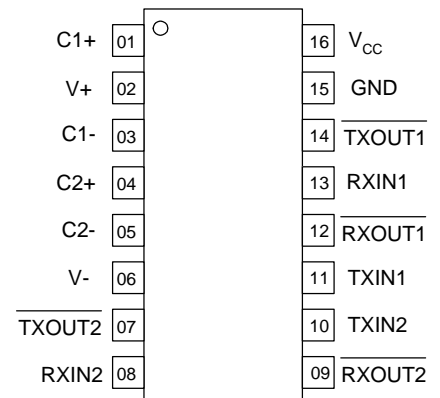 C1+ 01 16 VCC
V+ 02 15 GND
C1- 03 14 TXOUT1
C2+ 04 13 RXIN1
C2- 05 12 RXOUT1
V- 06 11 TXIN1
TXOUT2 07 10 TXIN2
RXIN2 08 09 RXOUT2